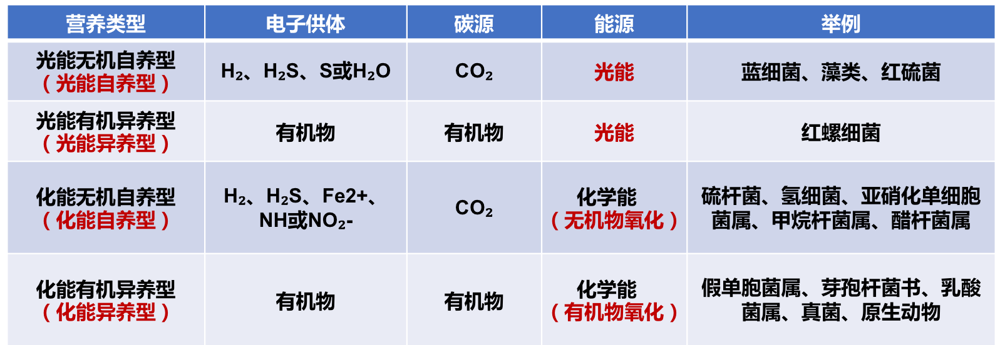 营养类型 电子供体 碳源 能源 举例
光能无机自养型
（光能自养型） H₂、H₂S、S或H₂O CO₂ 光能 蓝细菌、藻类、红硫菌
光能有机异养型
（光能异养型） 有机物 有机物 光能 红螺细菌
化能无机自养型
（化能自养型） H₂、H₂S、Fe2+、
NH或NO₂- CO₂ 化学能
（无机物氧化） 硫杆菌、氢细菌、亚硝化单细胞
菌属、甲烷杆菌属、醋杆菌属
化能有机异养型
（化能异养型） 有机物 有机物 化学能
（有机物氧化） 假单胞菌属、芽孢杆菌书、乳酸
菌属、真菌、原生动物